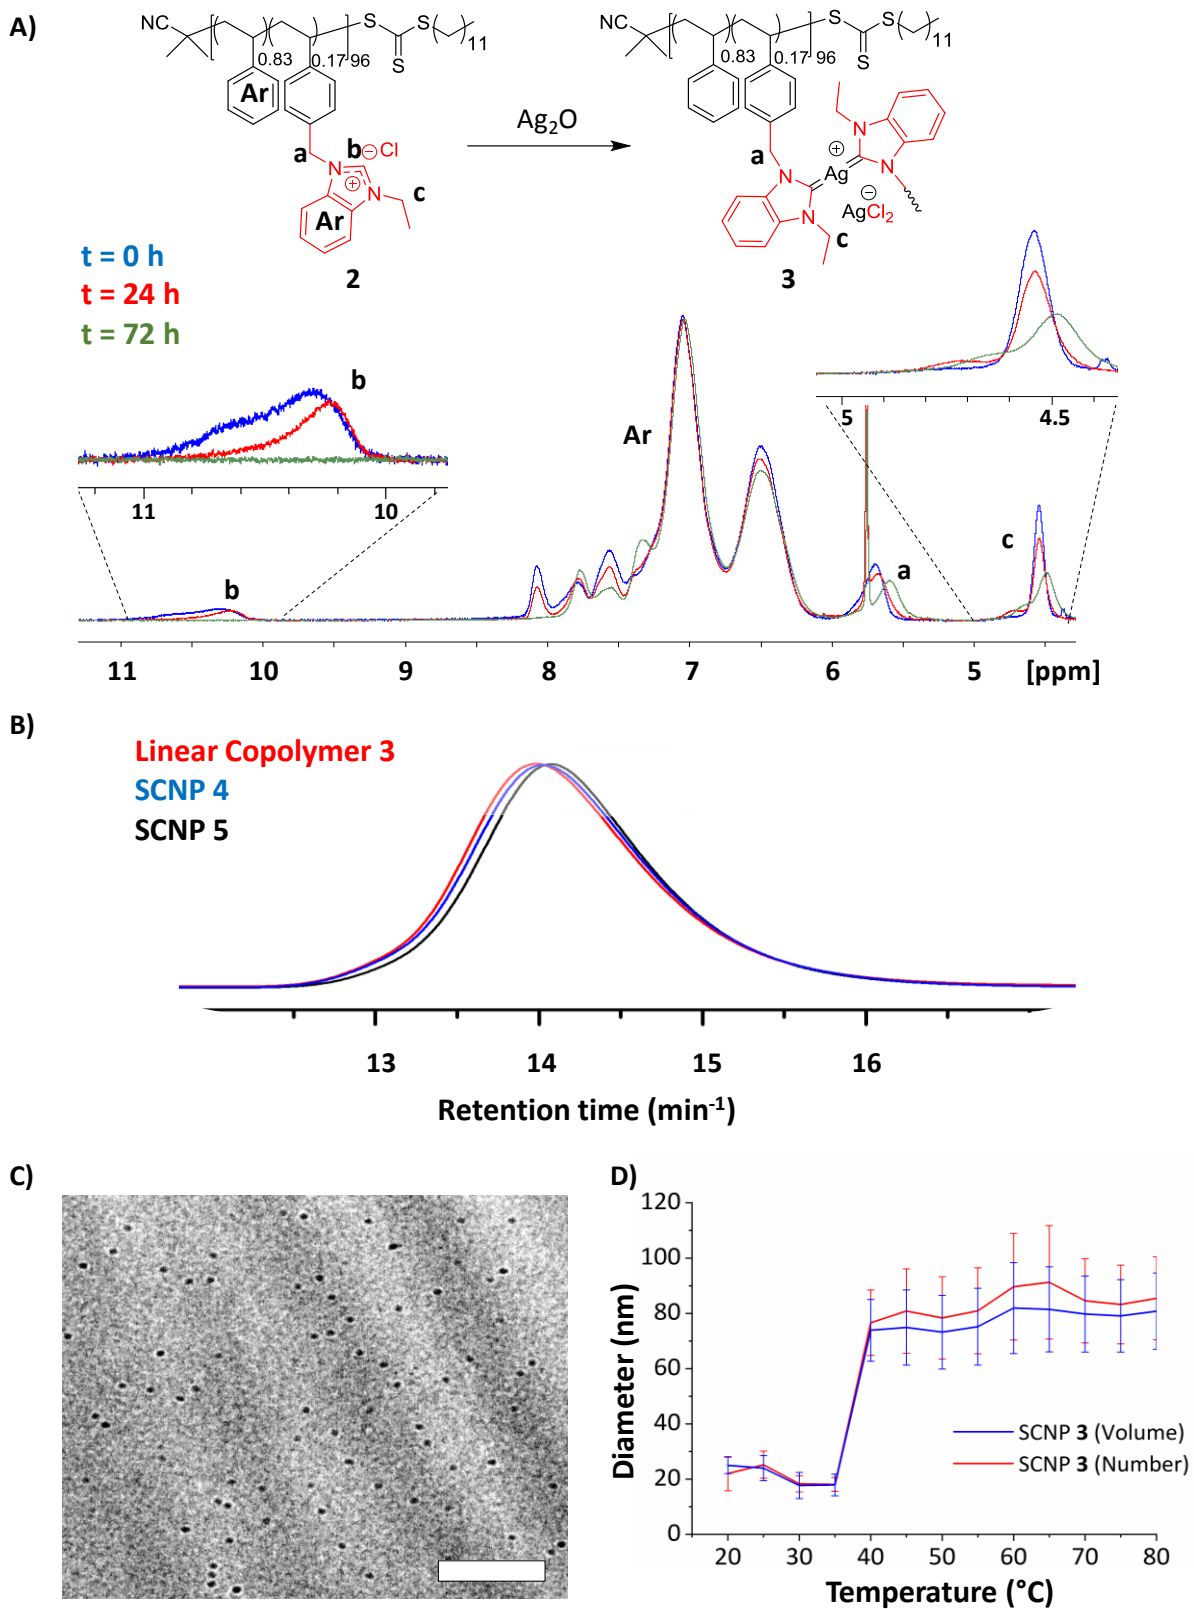 A)
NC
S
S
11
S
0.83
0.17
96
Ar
a
b
⊖
Cl
N
⊕
N
c
Ar
2
Ag₂O
NC
S
S
11
S
0.83
0.17
96
a
N
N
c
Ag
⊕
⊖
AgCl₂
N
N
3
t = 0 h
t = 24 h
t = 72 h
b
11
10
Ar
5
4.5
b
a
c
11
10
9
8
7
6
5
[ppm]
B)
Linear Copolymer 3
SCNP 4
SCNP 5
13
14
15
16
Retention time (min⁻¹)
C)
D)
120
100
80
60
40
20
0
Diameter (nm)
SCNP 3 (Volume)
SCNP 3 (Number)
20
30
40
50
60
70
80
Temperature (°C)